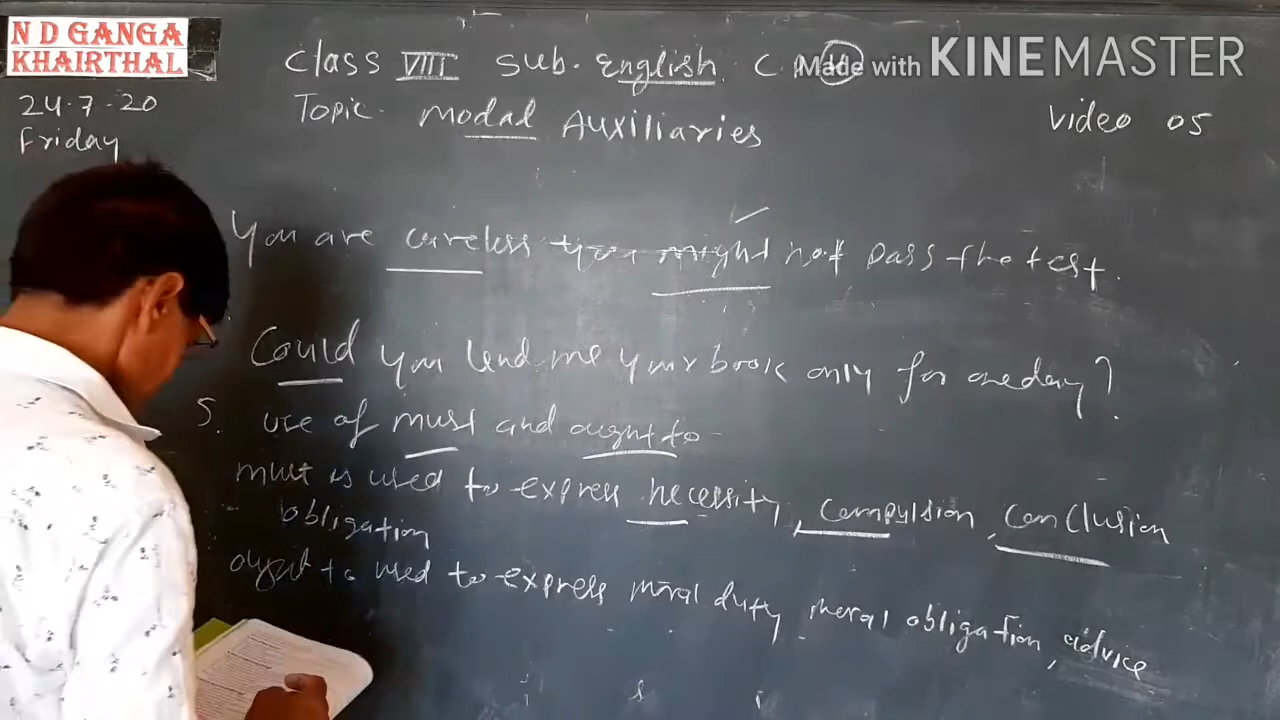 N D GANGA
KHAIRTHAL
Class VIII Sub. English C.
Made with KINEMASTER
24.7.20
Friday
Topic. Modal Auxiliaries
Video 05
You are careless you might not pass the test.
Could you lend me your book only for one day?
5. use of must and ought to-
must is used to express necessity, compulsion, conclusion
obligation
ought to used to express moral duty, moral obligation, advice